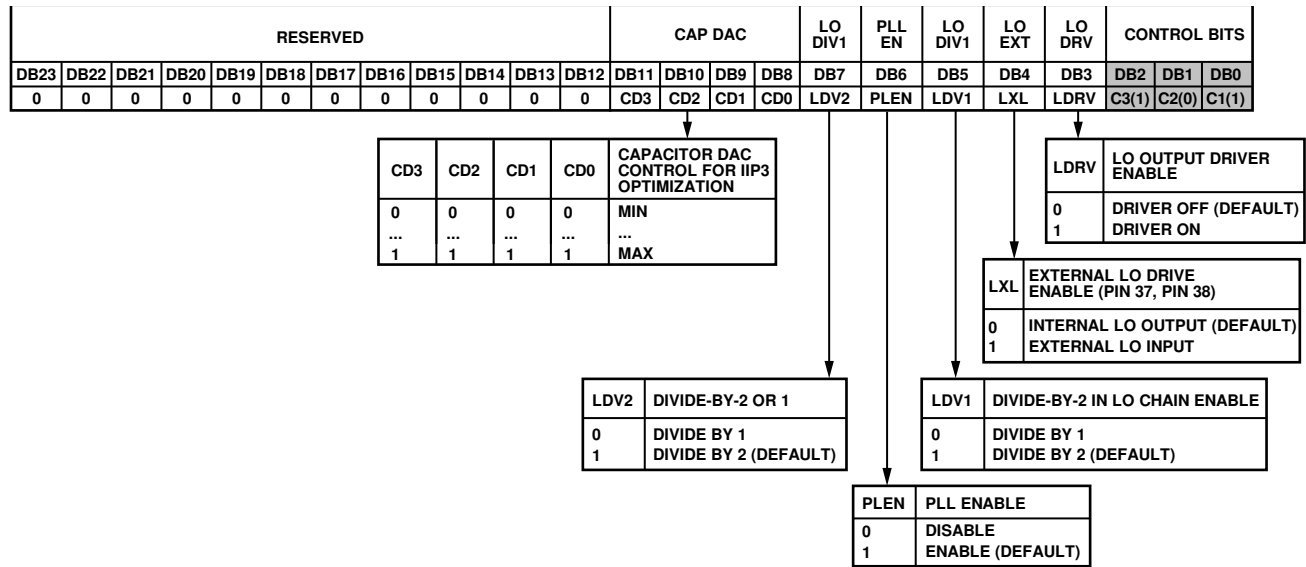 RESERVED CAP DAC LO DIV1 PLL EN LO DIV1 LO EXT LO DRV CONTROL BITS
DB23 DB22 DB21 DB20 DB19 DB18 DB17 DB16 DB15 DB14 DB13 DB12 DB11 DB10 DB9 DB8 DB7 DB6 DB5 DB4 DB3 DB2 DB1 DB0
0 0 0 0 0 0 0 0 0 0 0 0 CD3 CD2 CD1 CD0 LDV2 PLEN LDV1 LXL LDRV C3(1) C2(0) C1(1)
CD3 CD2 CD1 CD0 CAPACITOR DAC
CONTROL FOR IIP3
OPTIMIZATION
0 0 0 0 MIN
... ... ... ... ...
1 1 1 1 MAX
LDRV LO OUTPUT DRIVER
ENABLE
0 DRIVER OFF (DEFAULT)
1 DRIVER ON
LXL EXTERNAL LO DRIVE
ENABLE (PIN 37, PIN 38)
0 INTERNAL LO OUTPUT (DEFAULT)
1 EXTERNAL LO INPUT
LDV2 DIVIDE-BY-2 OR 1
0 DIVIDE BY 1
1 DIVIDE BY 2 (DEFAULT)
LDV1 DIVIDE-BY-2 IN LO CHAIN ENABLE
0 DIVIDE BY 1
1 DIVIDE BY 2 (DEFAULT)
PLEN PLL ENABLE
0 DISABLE
1 ENABLE (DEFAULT)